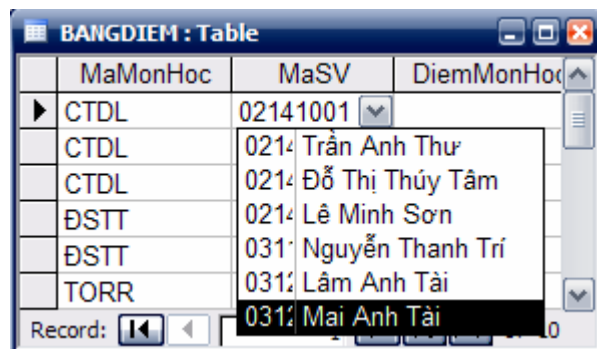 BANGDIEM : Table
MaMonHoc MaSV DiemMonHoc
CTDL 02141001
CTDL 0214 Trần Anh Thư
CTDL 0214 Đỗ Thị Thúy Tâm
ĐSTT 0214 Lê Minh Sơn
ĐSTT 0311 Nguyễn Thanh Trí
TORR 0312 Lâm Anh Tài
0312 Mai Anh Tài
Record: 1